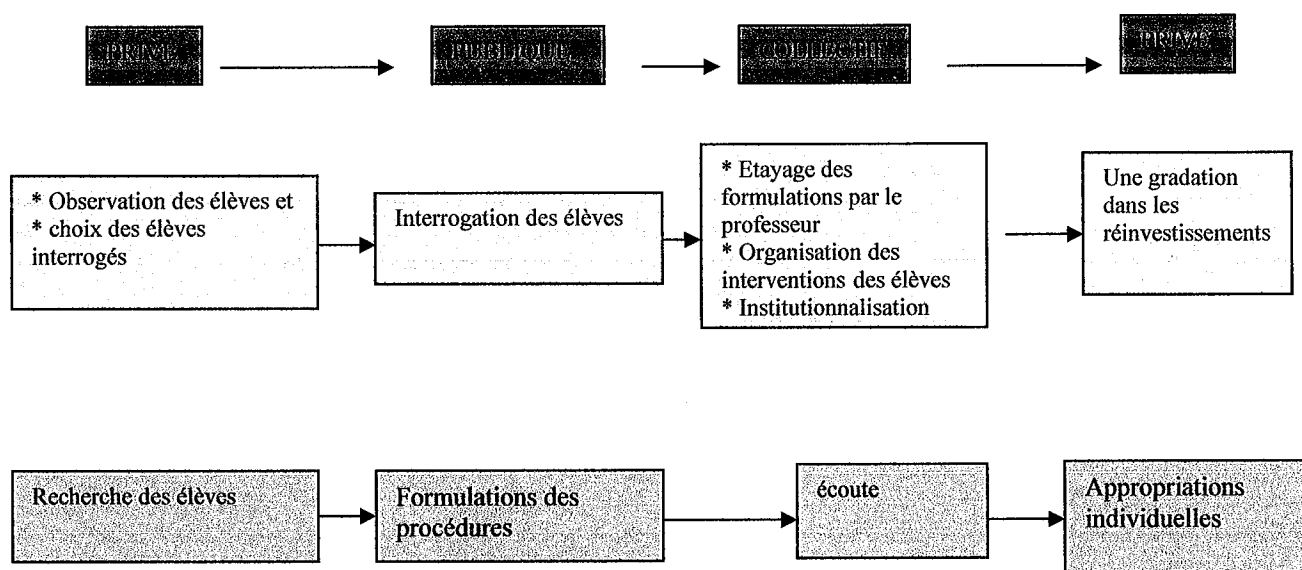 PRIVE
PUBLIQUE
COLLECTIF
PRIVE
* Observation des élèves et
* choix des élèves
interrogés
Interrogation des élèves
* Etayage des
formulations par le
professeur
* Organisation des
interventions des élèves
* Institutionnalisation
Une gradation
dans les
réinvestissements
Recherche des élèves
Formulations des
procédures
écoute
Appropriations
individuelles